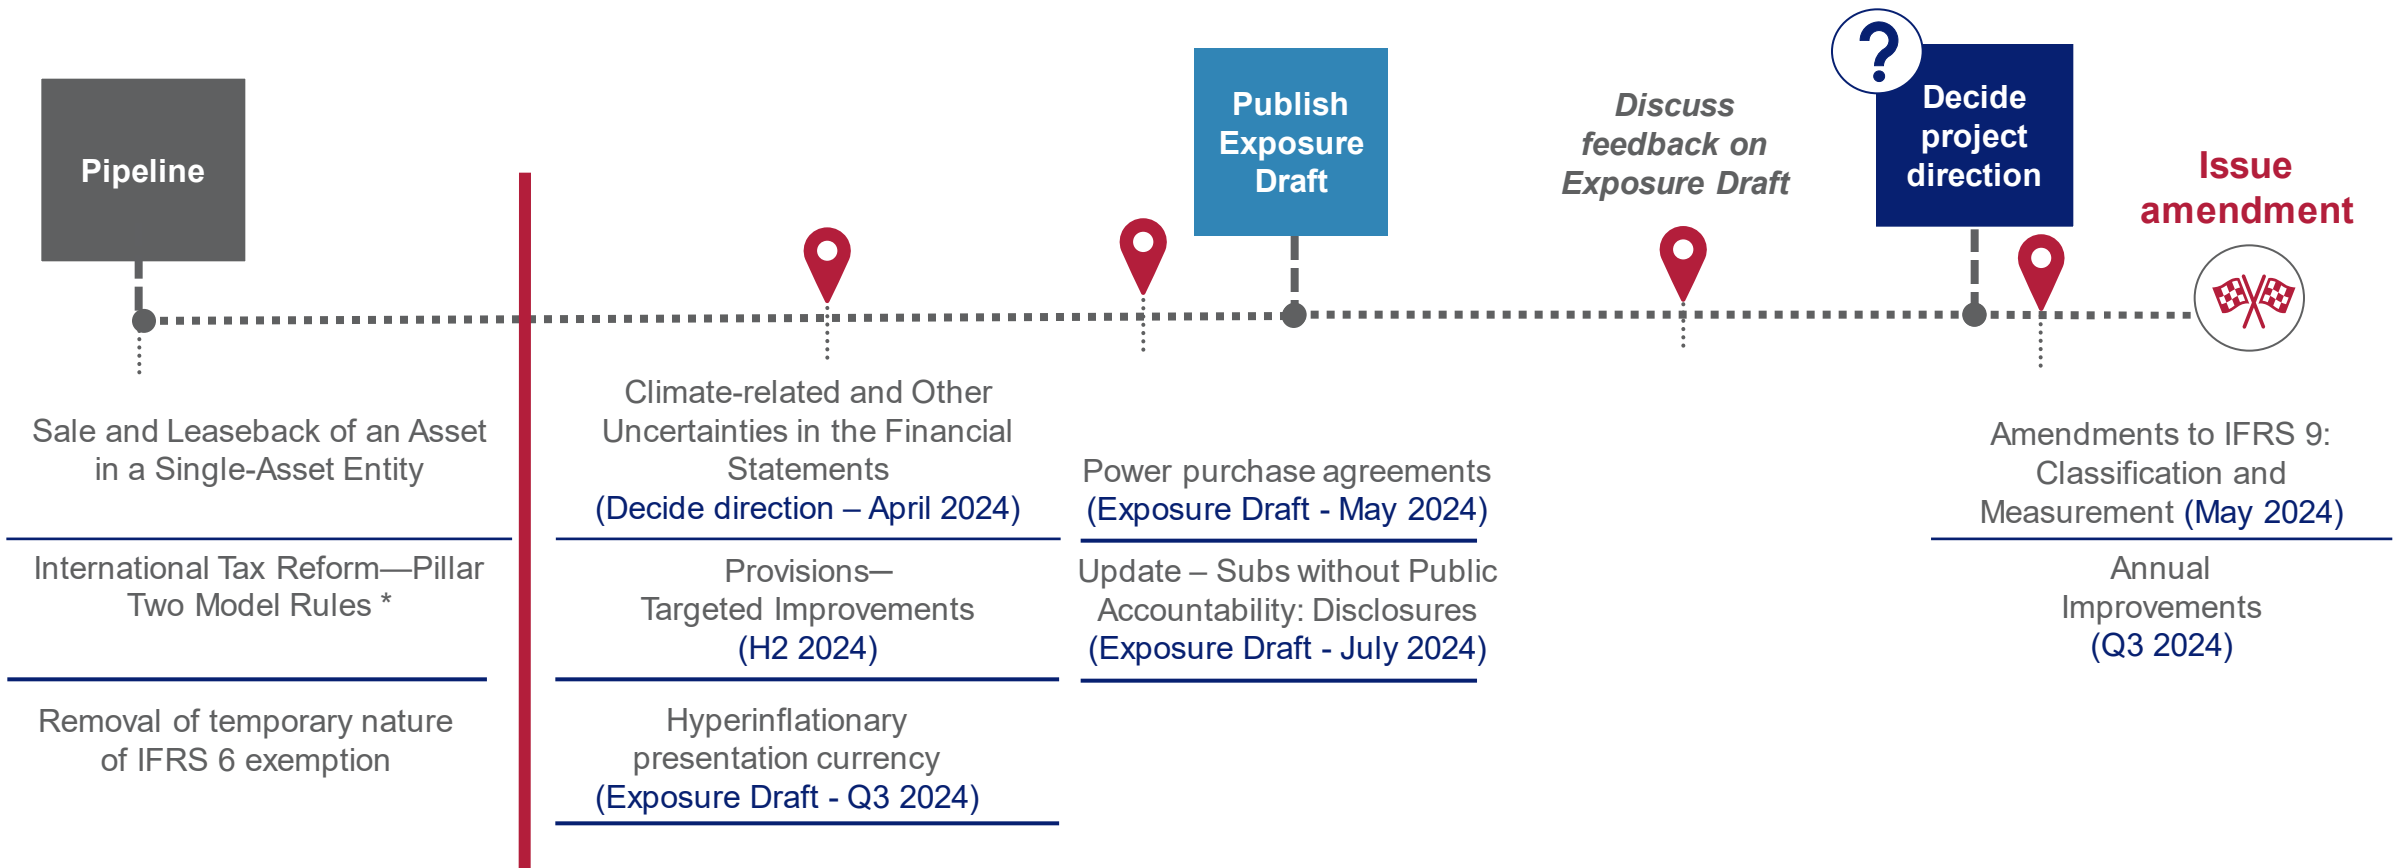 Pipeline
Publish
Exposure
Draft
Discuss
feedback on
Exposure Draft
?
Decide
project
direction
Issue
amendment
Sale and Leaseback of an Asset
in a Single-Asset Entity
International Tax Reform—Pillar
Two Model Rules *
Removal of temporary nature
of IFRS 6 exemption
Climate-related and Other
Uncertainties in the Financial
Statements
(Decide direction – April 2024)
Provisions—
Targeted Improvements
(H2 2024)
Hyperinflationary
presentation currency
(Exposure Draft - Q3 2024)
Power purchase agreements
(Exposure Draft - May 2024)
Update – Subs without Public
Accountability: Disclosures
(Exposure Draft - July 2024)
Amendments to IFRS 9:
Classification and
Measurement (May 2024)
Annual
Improvements
(Q3 2024)